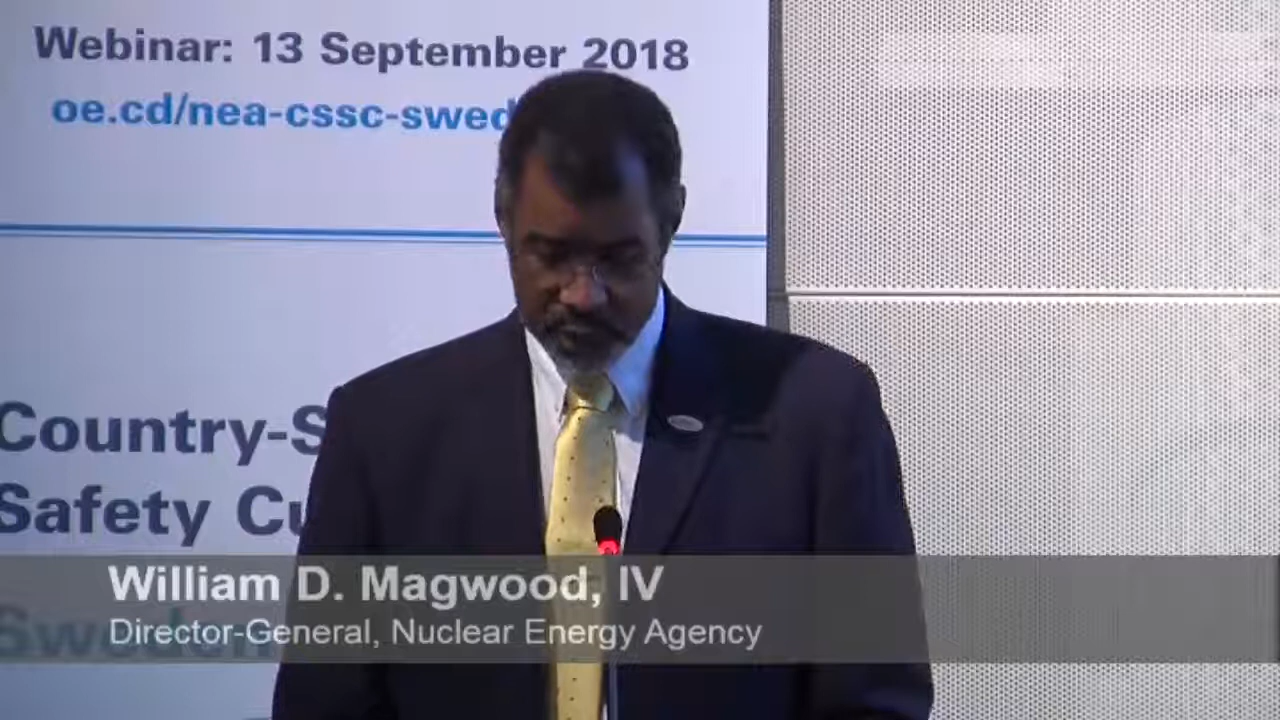 Webinar: 13 September 2018
oe.cd/nea-cssc-swed
Country-S
Safety Cu
Sweden
William D. Magwood, IV
Director-General, Nuclear Energy Agency